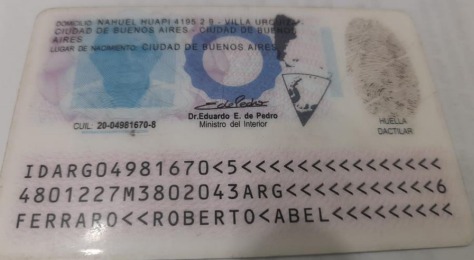 DOMICILIO: NAHUEL HUAPI 4195 2 B - VILLA
CIUDAD DE BUENOS AIRES - CIUDAD DE BUENOS
AIRES
LUGAR DE NACIMIENTO: CIUDAD DE BUENOS AIRES
CUIL: 20-04981670-8
Dr. Eduardo E. de Pedro
Ministro del Interior
HUELLA
DACTILAR
IDARG04981670<5<<<<<<<<<<<<<<<
4801227M3802043ARG<<<<<<<<<<<6
FERRARO<<ROBERTO<ABEL<<<<<<<<<